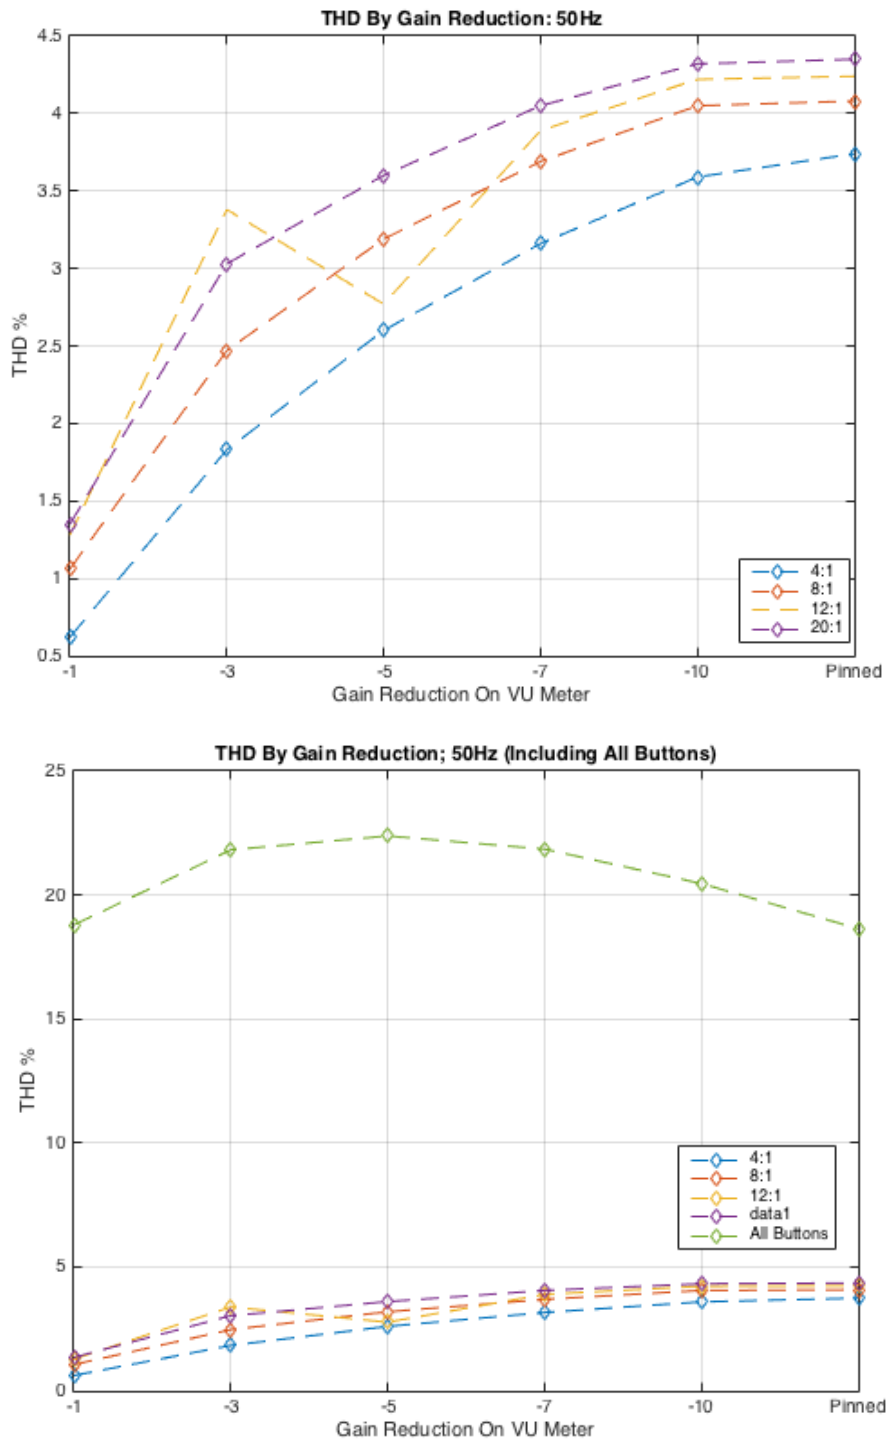 THD By Gain Reduction: 50Hz
4.5
4
3.5
3
2.5
2
1.5
1
0.5
THD %
-1 -3 -5 -7 -10 Pinned
Gain Reduction On VU Meter
4:1
8:1
12:1
20:1
THD By Gain Reduction; 50Hz (Including All Buttons)
25
20
15
10
5
0
THD %
-1 -3 -5 -7 -10 Pinned
Gain Reduction On VU Meter
4:1
8:1
12:1
data1
All Buttons